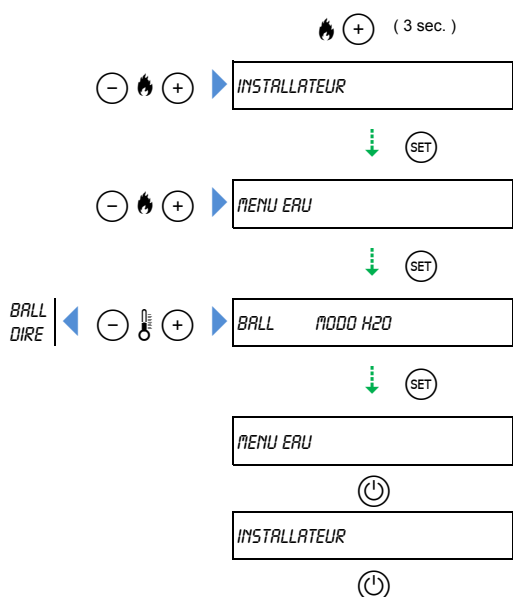 + ( 3 sec. )
− + INSTALLATEUR
SET
− + MENU EAU
SET
BALL
DIRE
− + BALL MODO H2O
SET
MENU EAU
INSTALLATEUR